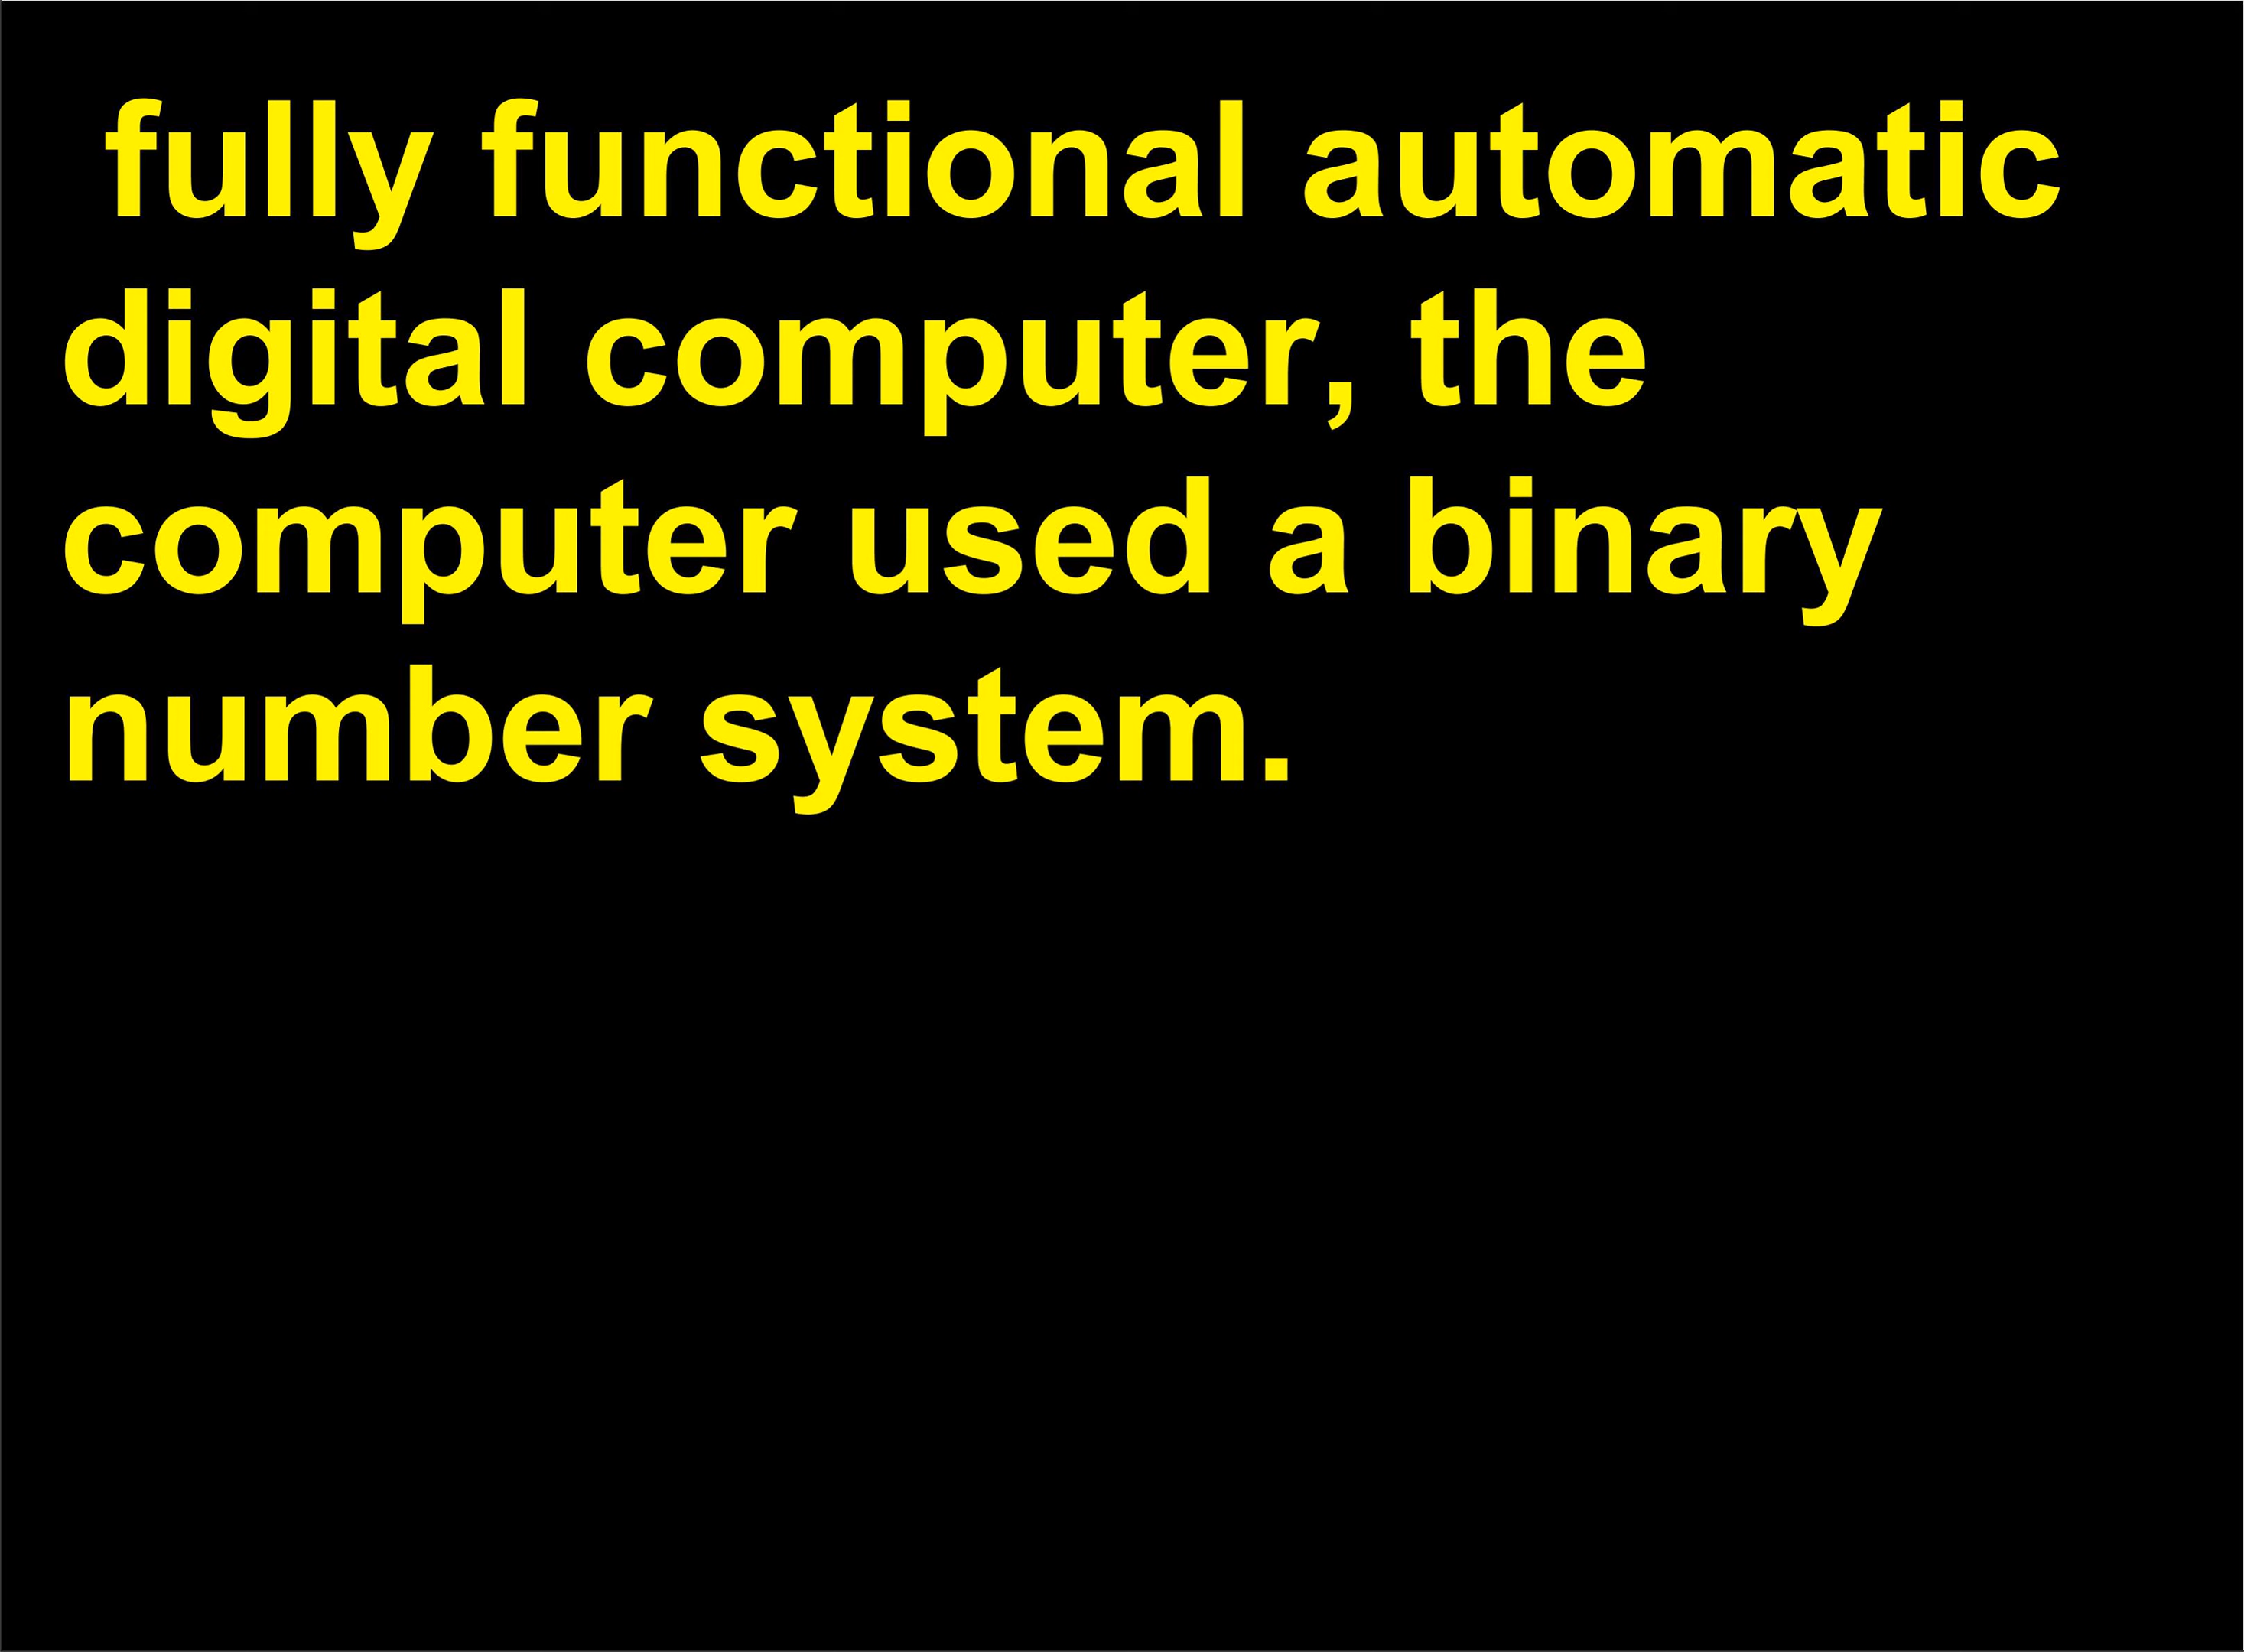 fully functional automatic
digital computer, the
computer used a binary
number system.